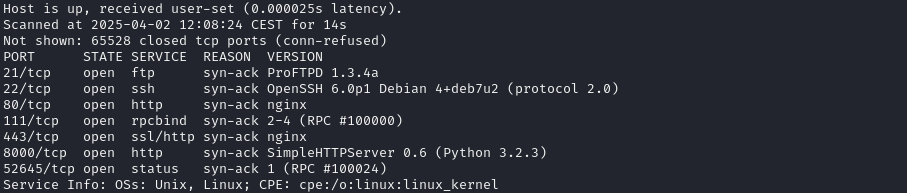 Host is up, received user-set (0.000025s latency).
Scanned at 2025-04-02 12:08:24 CEST for 14s
Not shown: 65528 closed tcp ports (conn-refused)
PORT      STATE SERVICE  REASON  VERSION
21/tcp    open  ftp      syn-ack ProFTPD 1.3.4a
22/tcp    open  ssh      syn-ack OpenSSH 6.0p1 Debian 4+deb7u2 (protocol 2.0)
80/tcp    open  http     syn-ack nginx
111/tcp   open  rpcbind  syn-ack 2-4 (RPC #100000)
443/tcp   open  ssl/http syn-ack nginx
8000/tcp  open  http     syn-ack SimpleHTTPServer 0.6 (Python 3.2.3)
52645/tcp open  status   syn-ack 1 (RPC #100024)
Service Info: OSs: Unix, Linux; CPE: cpe:/o:linux:linux_kernel